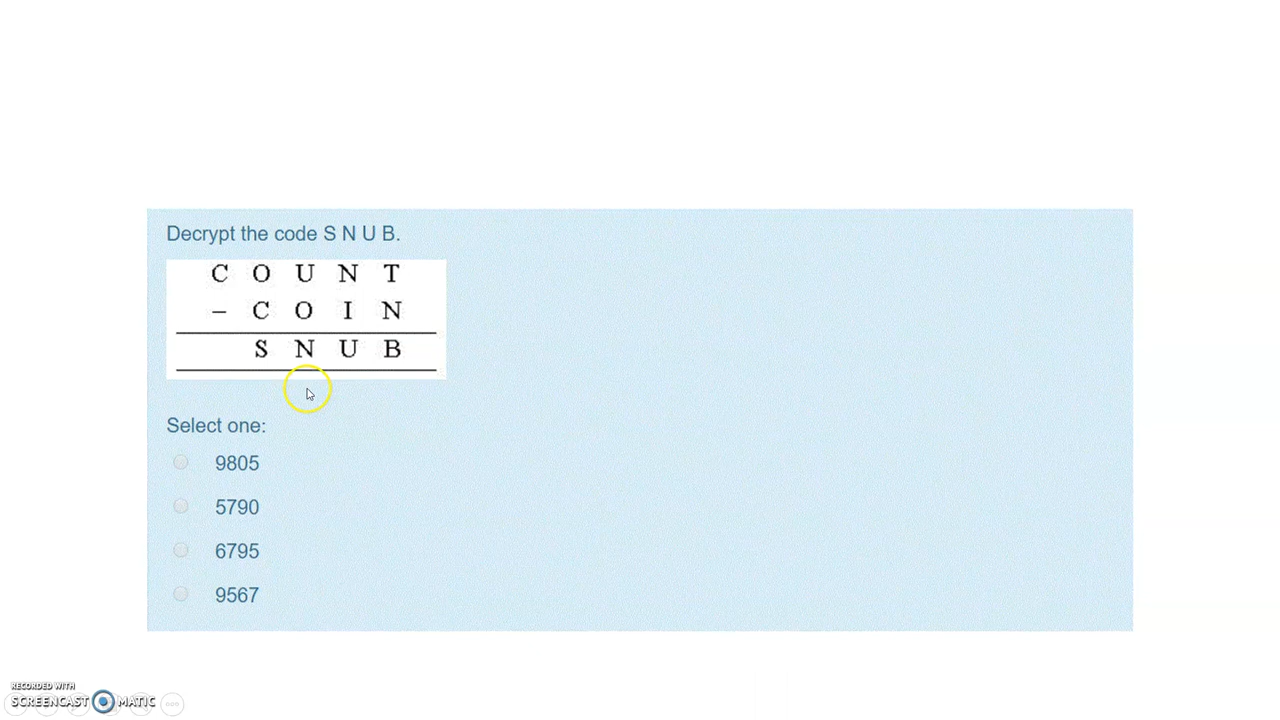 Decrypt the code S N U B.
C O U N T
– C O I N
S N U B
Select one:
9805
5790
6795
9567
RECORDED WITH
SCREENCAST MATIC